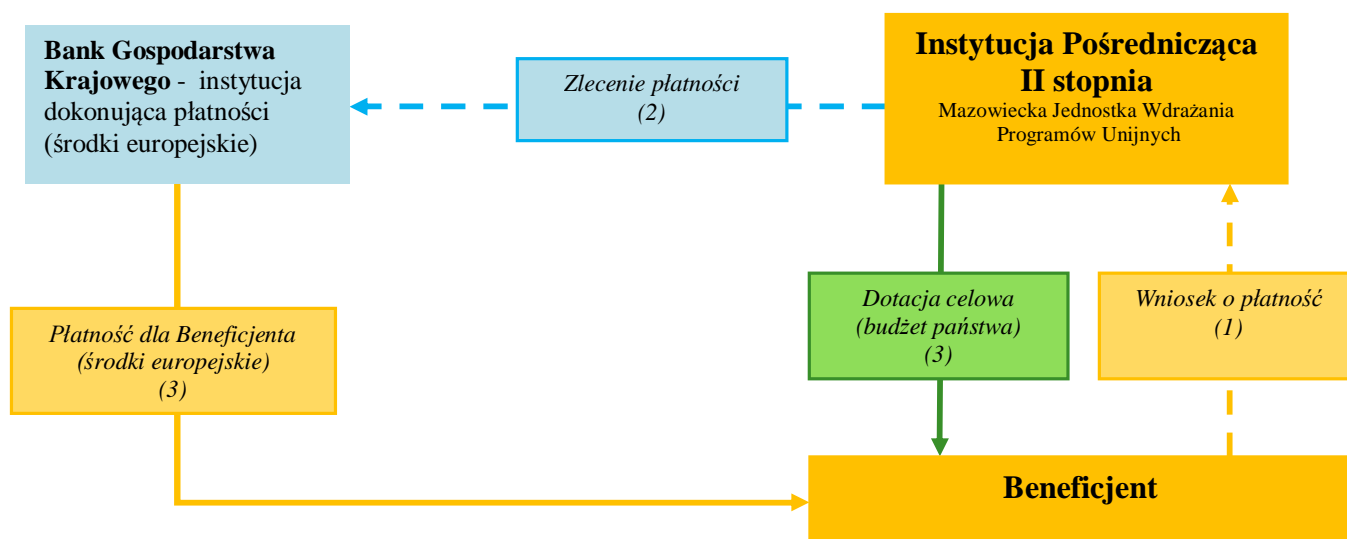 Bank Gospodarstwa
Krajowego - instytucja
dokonująca płatności
(środki europejskie)
Zlecenie płatności
(2)
Instytucja Pośrednicząca
II stopnia
Mazowiecka Jednostka Wdrażania
Programów Unijnych
Płatność dla Beneficjenta
(środki europejskie)
(3)
Dotacja celowa
(budżet państwa)
(3)
Wniosek o płatność
(1)
Beneficjent